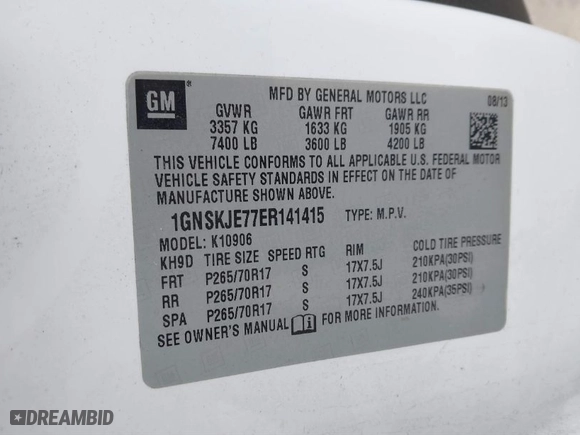 GM
®
MFD BY GENERAL MOTORS LLC 08/13
GVWR GAWR FRT GAWR RR
3357 KG 1633 KG 1905 KG
7400 LB 3600 LB 4200 LB
THIS VEHICLE CONFORMS TO ALL APPLICABLE U.S. FEDERAL MOTOR
VEHICLE SAFETY STANDARDS IN EFFECT ON THE DATE OF
MANUFACTURE SHOWN ABOVE.
1GNSKJE77ER141415 TYPE: M.P.V.
MODEL: K10906
KH9D TIRE SIZE SPEED RTG RIM COLD TIRE PRESSURE
FRT P265/70R17 S 17X7.5J 210KPA(30PSI)
RR P265/70R17 S 17X7.5J 210KPA(30PSI)
SPA P265/70R17 S 17X7.5J 240KPA(35PSI)
SEE OWNER'S MANUAL FOR MORE INFORMATION.
DREAMBID